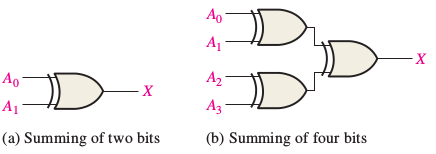 A₀
A₁
X
(a) Summing of two bits
A₀
A₁
A₂
A₃
X
(b) Summing of four bits